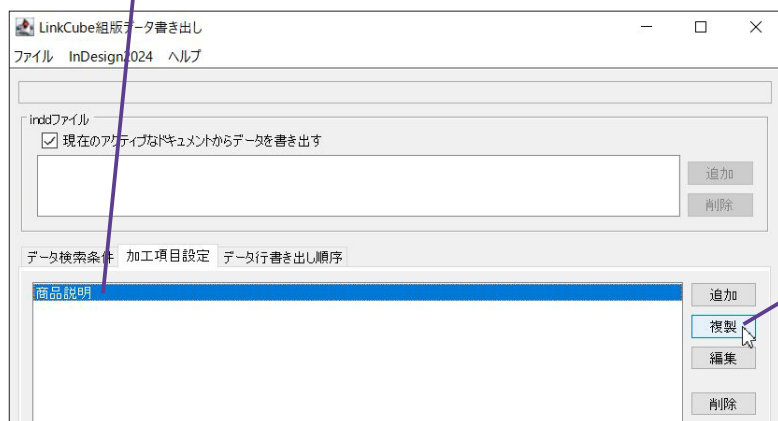 LinkCube組版データ書き出し
ファイル InDesign2024 ヘルプ
inddファイル
現在のアクティブなドキュメントからデータを書き出す
追加
削除
データ検索条件 加工項目設定 データ行書き出し順序
商品説明
追加
複製
編集
削除